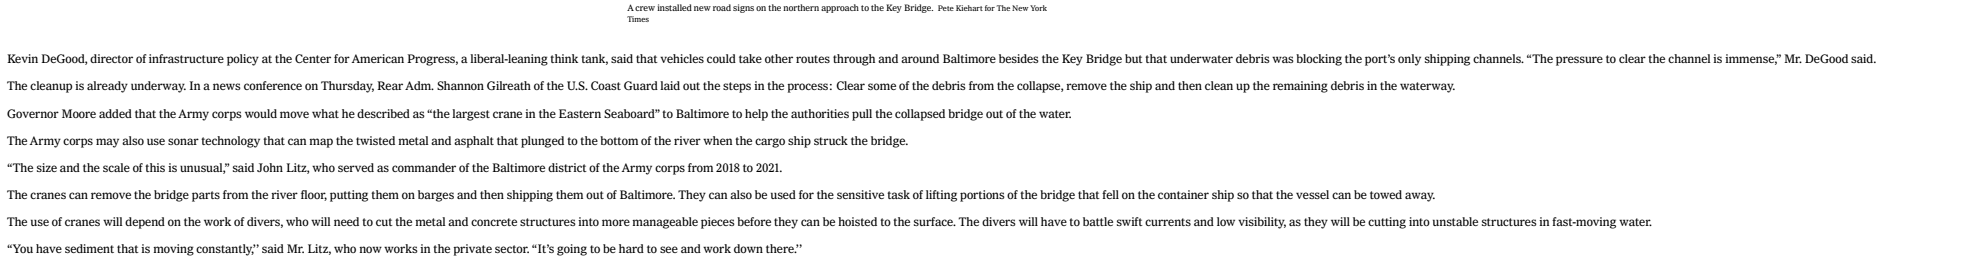 A crew installed new road signs on the northern approach to the Key Bridge. Pete Kiehart for The New York
Times
Kevin DeGood, director of infrastructure policy at the Center for American Progress, a liberal-leaning think tank, said that vehicles could take other routes through and around Baltimore besides the Key Bridge but that underwater debris was blocking the port’s only shipping channels. “The pressure to clear the channel is immense,” Mr. DeGood said.
The cleanup is already underway. In a news conference on Thursday, Rear Adm. Shannon Gilreath of the U.S. Coast Guard laid out the steps in the process: Clear some of the debris from the collapse, remove the ship and then clean up the remaining debris in the waterway.
Governor Moore added that the Army corps would move what he described as “the largest crane in the Eastern Seaboard” to Baltimore to help the authorities pull the collapsed bridge out of the water.
The Army corps may also use sonar technology that can map the twisted metal and asphalt that plunged to the bottom of the river when the cargo ship struck the bridge.
“The size and the scale of this is unusual,” said John Litz, who served as commander of the Baltimore district of the Army corps from 2018 to 2021.
The cranes can remove the bridge parts from the river floor, putting them on barges and then shipping them out of Baltimore. They can also be used for the sensitive task of lifting portions of the bridge that fell on the container ship so that the vessel can be towed away.
The use of cranes will depend on the work of divers, who will need to cut the metal and concrete structures into more manageable pieces before they can be hoisted to the surface. The divers will have to battle swift currents and low visibility, as they will be cutting into unstable structures in fast-moving water.
“You have sediment that is moving constantly,’’ said Mr. Litz, who now works in the private sector. “It’s going to be hard to see and work down there.’’